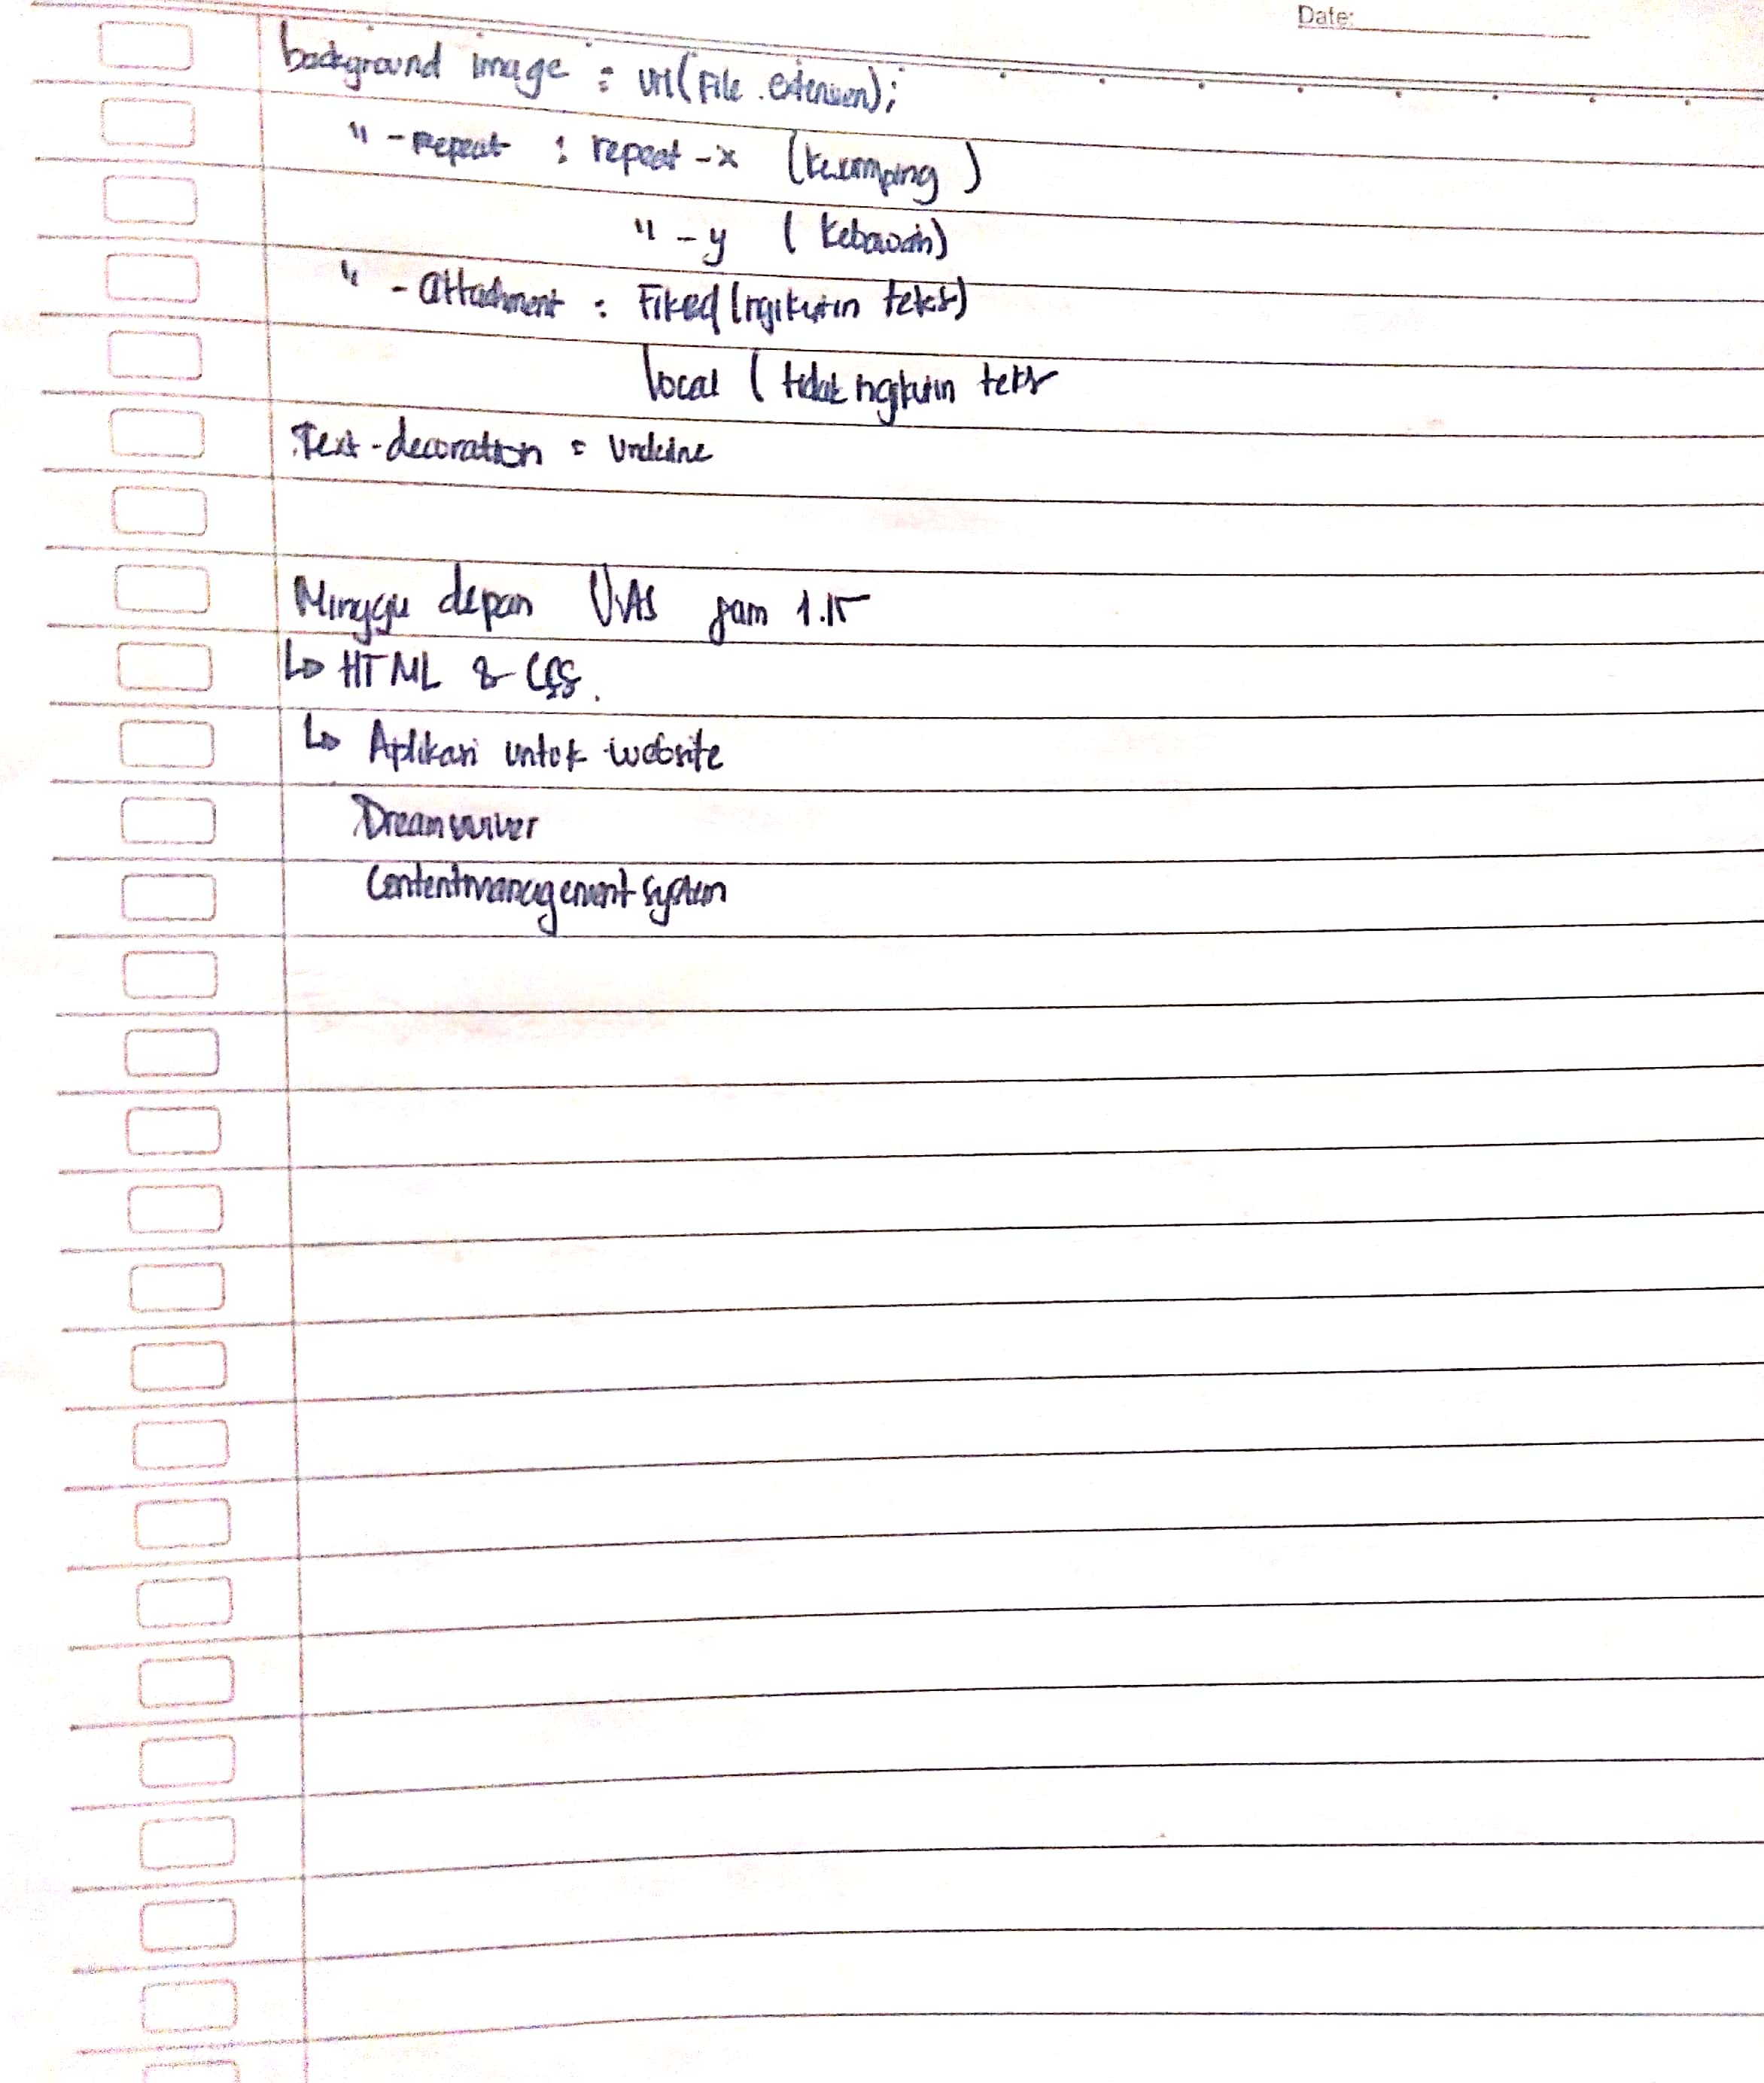 Date:
background image : url(File .extension);
" -Repeat : repeat -x (kesamping )
" -y ( kebawah)
" - attachment : Fixed (ngikutin teks)
local ( tidak ngikutin teks
Text-decoration : Underline
Minggu depan UAS jam 1.15
↳ HTML & CSS.
↳ Aplikasi untuk website
Dreamwiver
Contentmanagement system